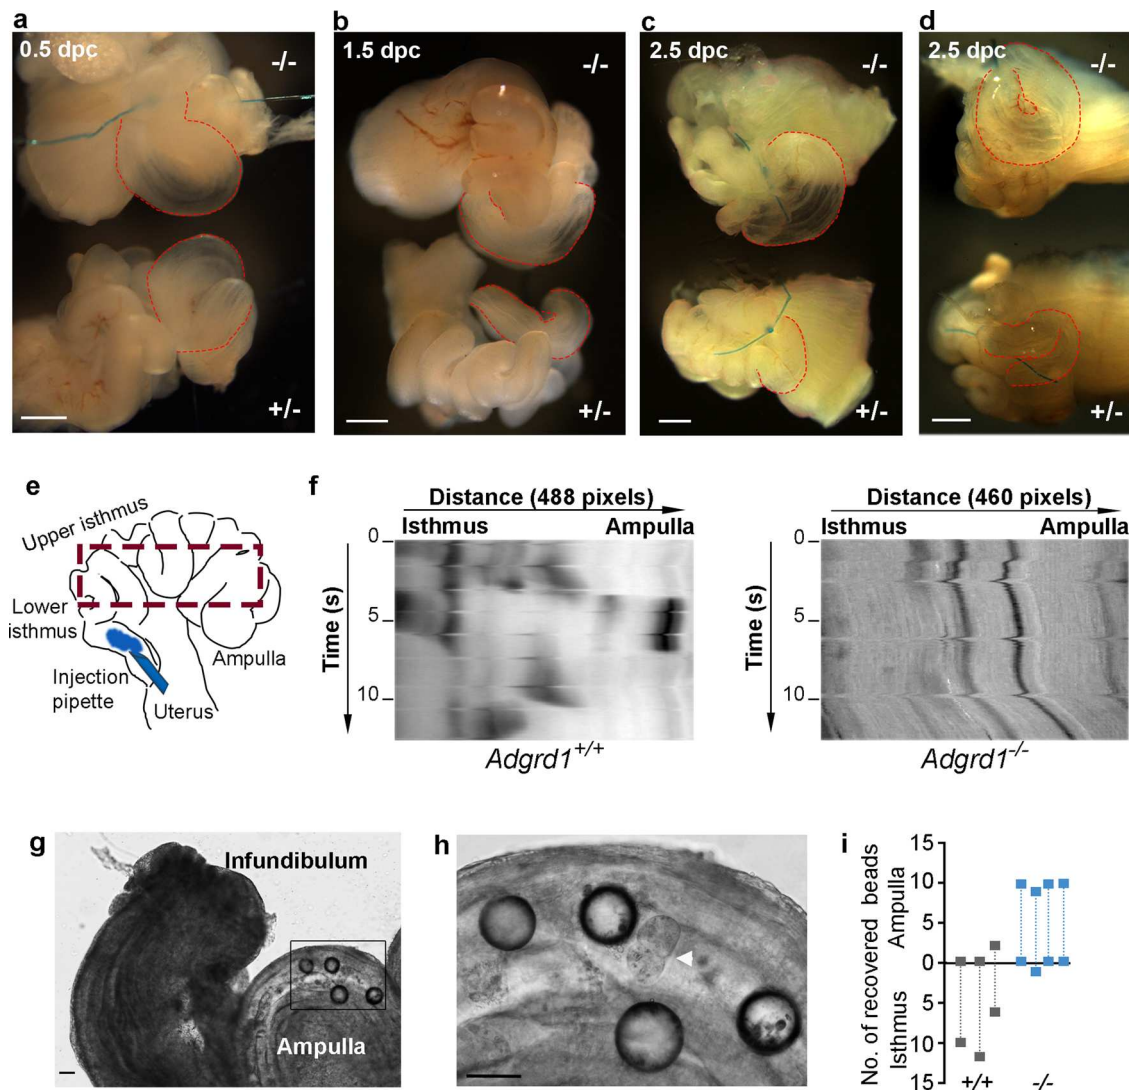 a
0.5 dpc
-/-
+/-
b
1.5 dpc
-/-
+/-
c
2.5 dpc
-/-
+/-
d
2.5 dpc
-/-
+/-
e
Upper isthmus
Lower
isthmus
Injection
pipette
Uterus
Ampulla
f
Distance (488 pixels)
Isthmus Ampulla
Time (s)
0
5
10
Adgrd1+/+
Distance (460 pixels)
Isthmus Ampulla
Time (s)
0
5
10
Adgrd1-/-
g
Infundibulum
Ampulla
h
i
No. of recovered beads
Isthmus Ampulla
15
10
5
0
5
10
15
+/+ -/-